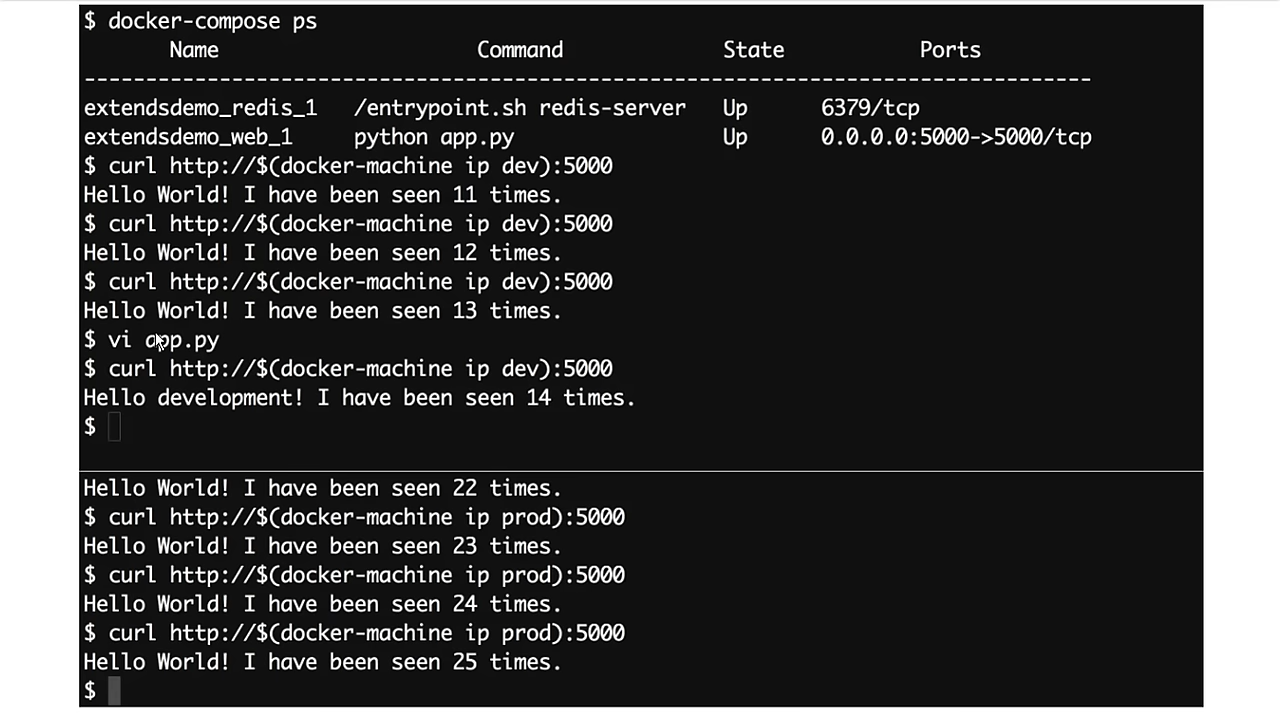 $ docker-compose ps
Name Command State Ports
----------------------------------------------------------------------------------
extendsdemo_redis_1 /entrypoint.sh redis-server Up 6379/tcp
extendsdemo_web_1 python app.py Up 0.0.0.0:5000->5000/tcp
$ curl http://$(docker-machine ip dev):5000
Hello World! I have been seen 11 times.
$ curl http://$(docker-machine ip dev):5000
Hello World! I have been seen 12 times.
$ curl http://$(docker-machine ip dev):5000
Hello World! I have been seen 13 times.
$ vi app.py
$ curl http://$(docker-machine ip dev):5000
Hello development! I have been seen 14 times.
$
Hello World! I have been seen 22 times.
$ curl http://$(docker-machine ip prod):5000
Hello World! I have been seen 23 times.
$ curl http://$(docker-machine ip prod):5000
Hello World! I have been seen 24 times.
$ curl http://$(docker-machine ip prod):5000
Hello World! I have been seen 25 times.
$